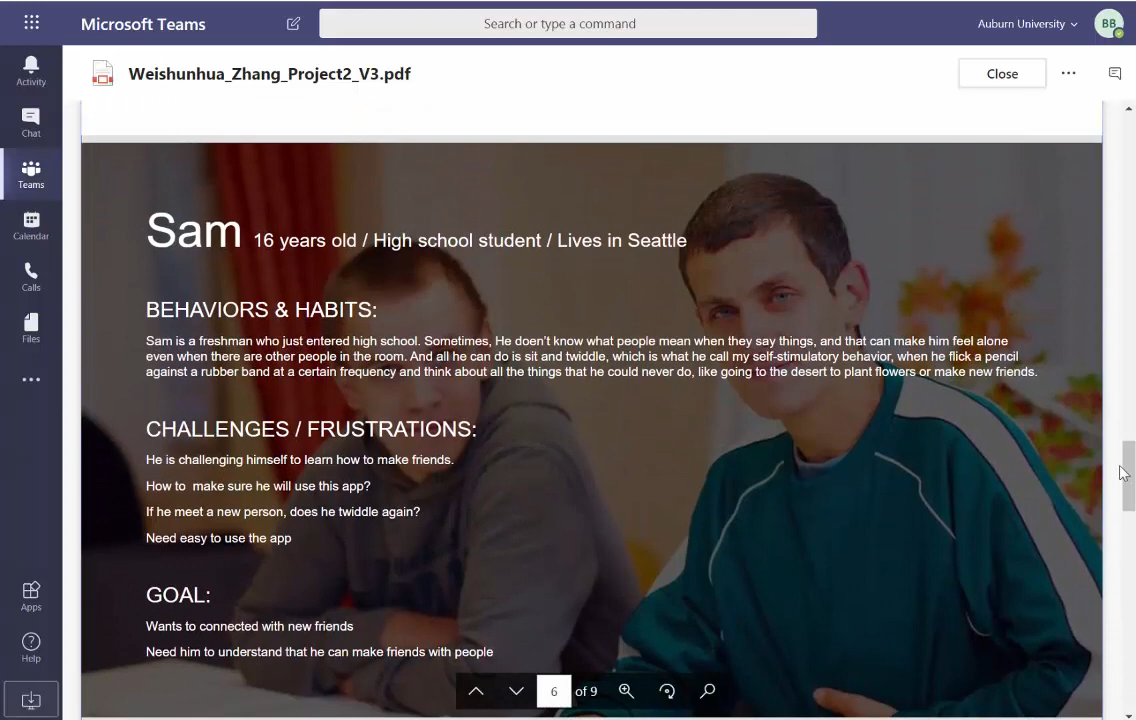 Microsoft Teams
Search or type a command
Auburn University
BB
Activity
Chat
Teams
Calendar
Calls
Files
Apps
Help
Weishunhua_Zhang_Project2_V3.pdf
Close
Sam 16 years old / High school student / Lives in Seattle
BEHAVIORS & HABITS:
Sam is a freshman who just entered high school. Sometimes, He doen't know what people mean when they say things, and that can make him feel alone
even when there are other people in the room. And all he can do is sit and twiddle, which is what he call my self-stimulatory behavior, when he flick a pencil
against a rubber band at a certain frequency and think about all the things that he could never do, like going to the desert to plant flowers or make new friends.
CHALLENGES / FRUSTRATIONS:
He is challenging himself to learn how to make friends.
How to make sure he will use this app?
If he meet a new person, does he twiddle again?
Need easy to use the app
GOAL:
Wants to connected with new friends
Need him to understand that he can make friends with people
6 of 9